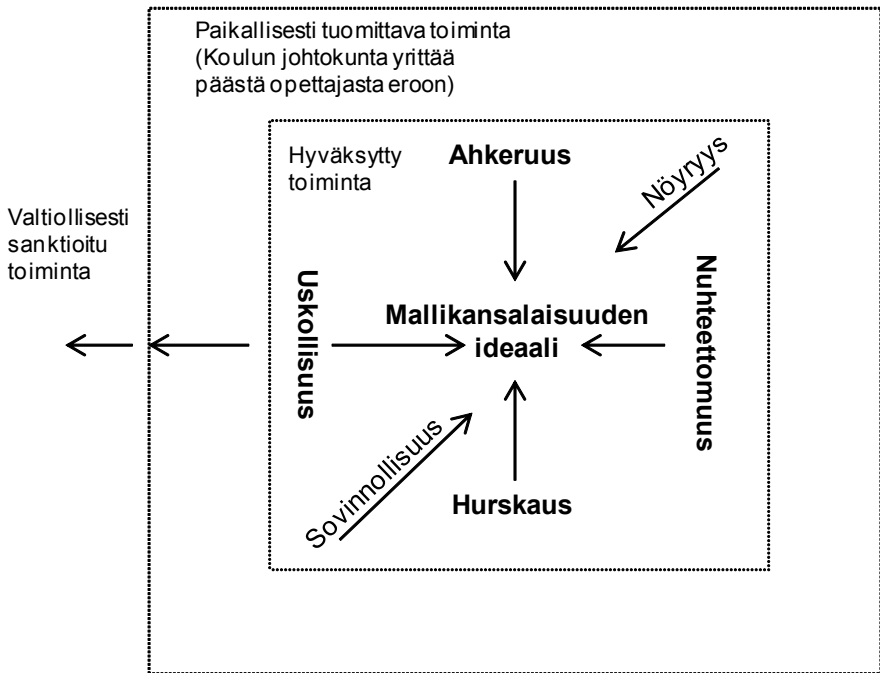 Paikallisesti tuomittava toiminta
(Koulun johtokunta yrittää
päästä opettajasta eroon)
Hyväksytty
toiminta
Ahkeruus
Nöyryys
Valtiollisesti
sanktioitu
toiminta
Uskollisuus
Mallikansalaisuuden
ideaali
Nuhteettomuus
Sovinnollisuus
Hurskaus